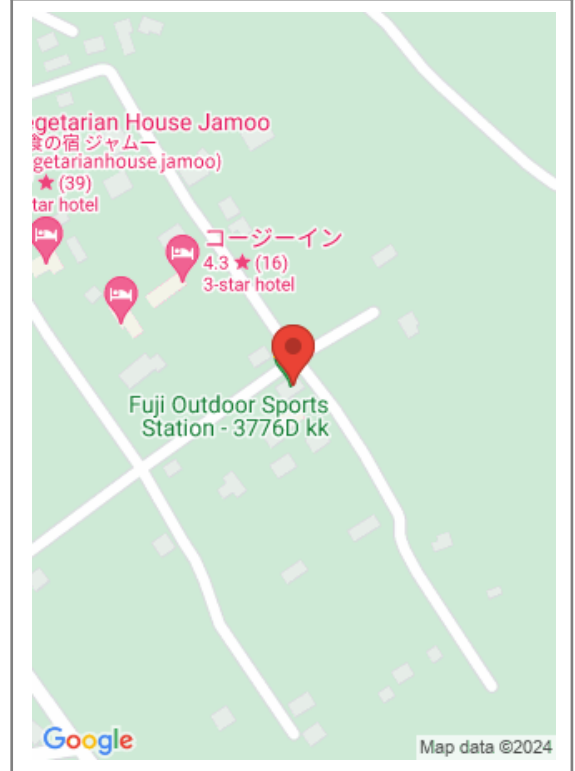 egetarian House Jamoo
食の宿 ジャムー
getarianhouse jamoo)
★ (39)
tar hotel
コージーイン
4.3 ★ (16)
3-star hotel
Fuji Outdoor Sports
Station - 3776D kk
Google
Map data ©2024